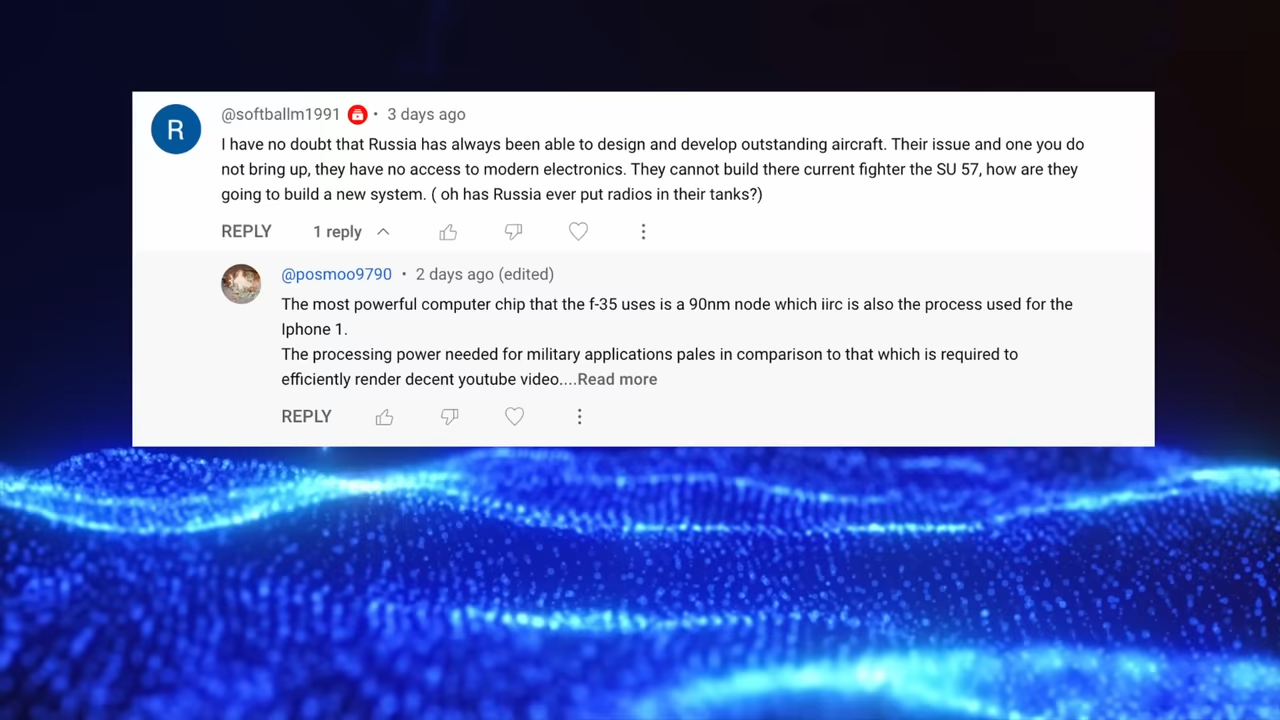 R
@softballm1991 • 3 days ago
I have no doubt that Russia has always been able to design and develop outstanding aircraft. Their issue and one you do
not bring up, they have no access to modern electronics. They cannot build there current fighter the SU 57, how are they
going to build a new system. ( oh has Russia ever put radios in their tanks?)
REPLY 1 reply
@posmoo9790 • 2 days ago (edited)
The most powerful computer chip that the f-35 uses is a 90nm node which iirc is also the process used for the
Iphone 1.
The processing power needed for military applications pales in comparison to that which is required to
efficiently render decent youtube video....Read more
REPLY